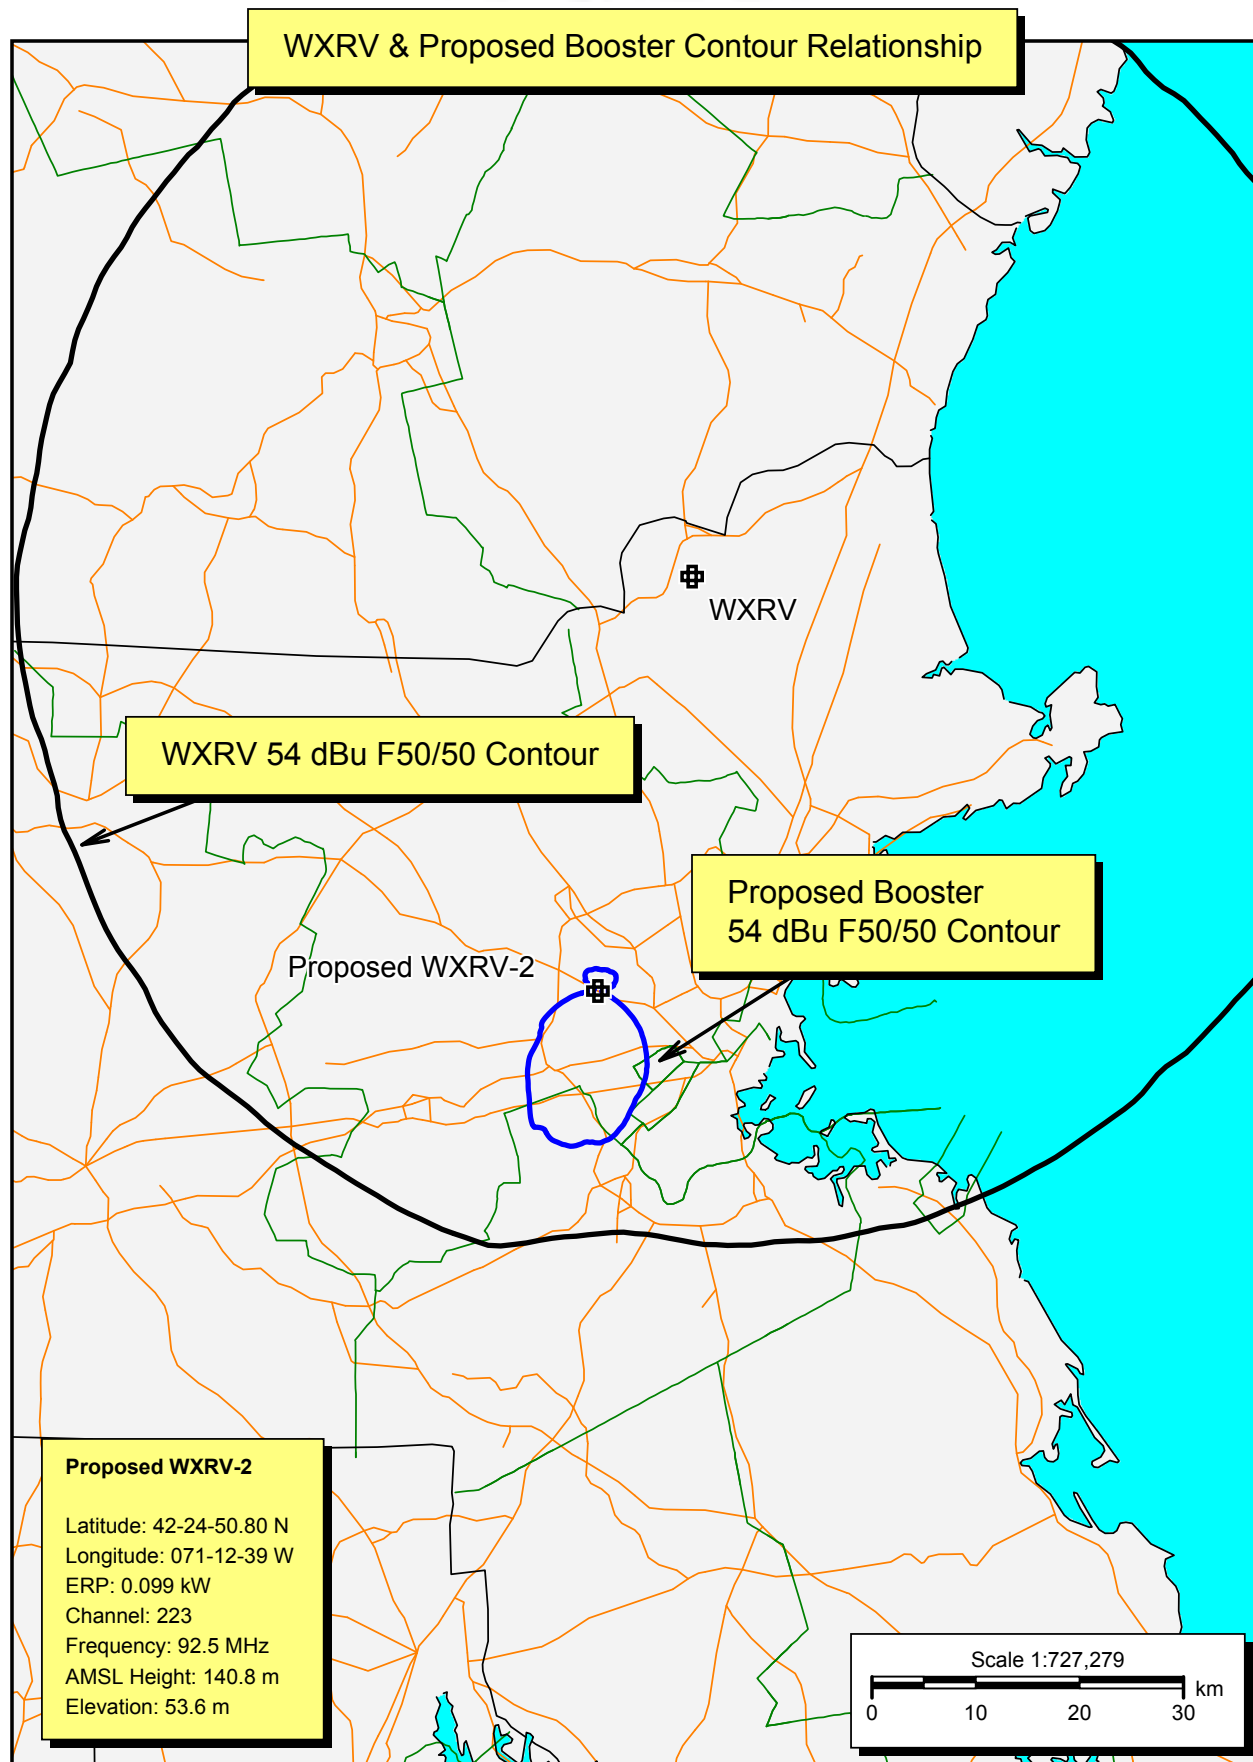 WXRV & Proposed Booster Contour Relationship
WXRV
WXRV 54 dBu F50/50 Contour
Proposed Booster
54 dBu F50/50 Contour
Proposed WXRV-2
Proposed WXRV-2
Latitude: 42-24-50.80 N
Longitude: 071-12-39 W
ERP: 0.099 kW
Channel: 223
Frequency: 92.5 MHz
AMSL Height: 140.8 m
Elevation: 53.6 m
Scale 1:727,279
km
0 10 20 30